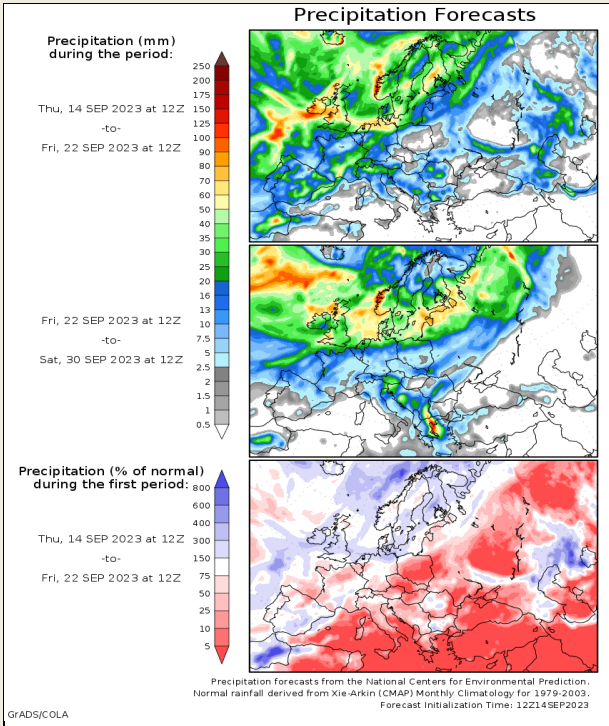 Precipitation Forecasts
Precipitation (mm)
during the period:
250
200
175
Thu, 14 SEP 2023 at 12Z
150
125
-to-
100
Fri, 22 SEP 2023 at 12Z
90
80
70
60
50
40
35
30
25
20
16
Fri, 22 SEP 2023 at 12Z
13
-to-
10
7.5
Sat, 30 SEP 2023 at 12Z
5
2.5
2
1.5
1
0.5
Precipitation (% of normal)
during the first period:
800
600
400
Thu, 14 SEP 2023 at 12Z
300
-to-
150
Fri, 22 SEP 2023 at 12Z
75
50
25
10
5
Precipitation forecasts from the National Centers for Environmental Prediction.
Normal rainfall derived from Xie-Arkin (CMAP) Monthly Climatology for 1979-2003.
Forecast Initialization Time: 12Z14SEP2023
GrADS/COLA